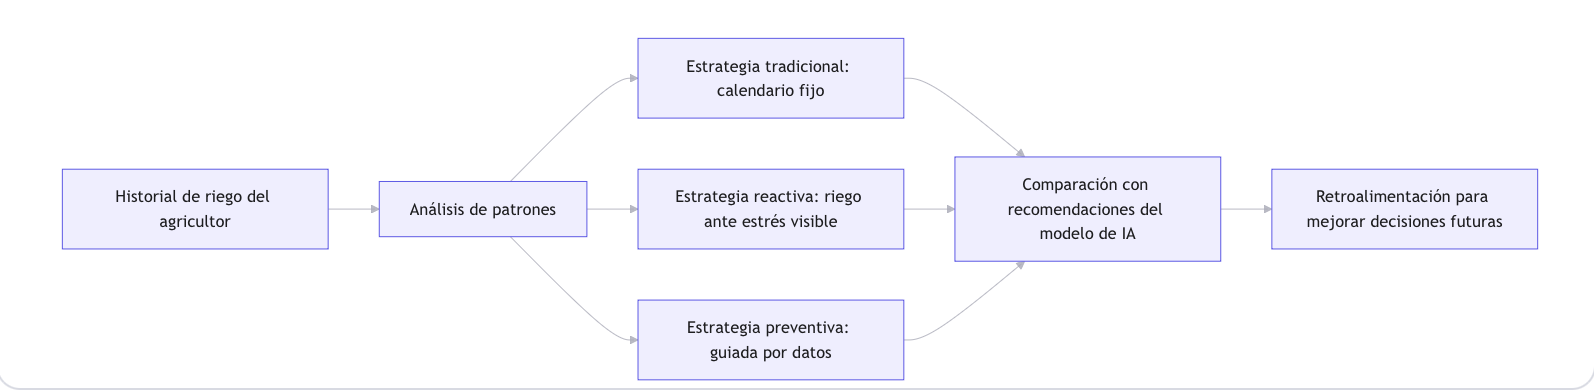 Historial de riego del
agricultor
Análisis de patrones
Estrategia tradicional:
calendario fijo
Estrategia reactiva: riego
ante estrés visible
Estrategia preventiva:
guiada por datos
Comparación con
recomendaciones del
modelo de IA
Retroalimentación para
mejorar decisiones futuras